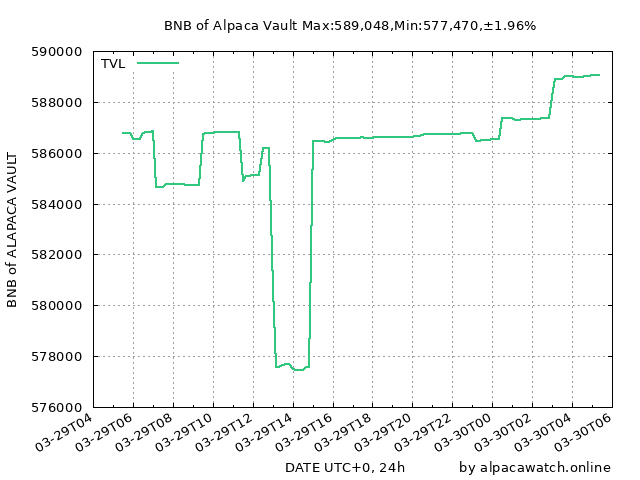 BNB of Alpaca Vault Max:589,048,Min:577,470,±1.96%
TVL
590000
588000
586000
584000
582000
580000
578000
576000
BNB of ALAPACA VAULT
03-29T04
03-29T06
03-29T08
03-29T10
03-29T12
03-29T14
03-29T16
03-29T18
03-29T20
03-29T22
03-30T00
03-30T02
03-30T04
03-30T06
DATE UTC+0, 24h
by alpacawatch.online